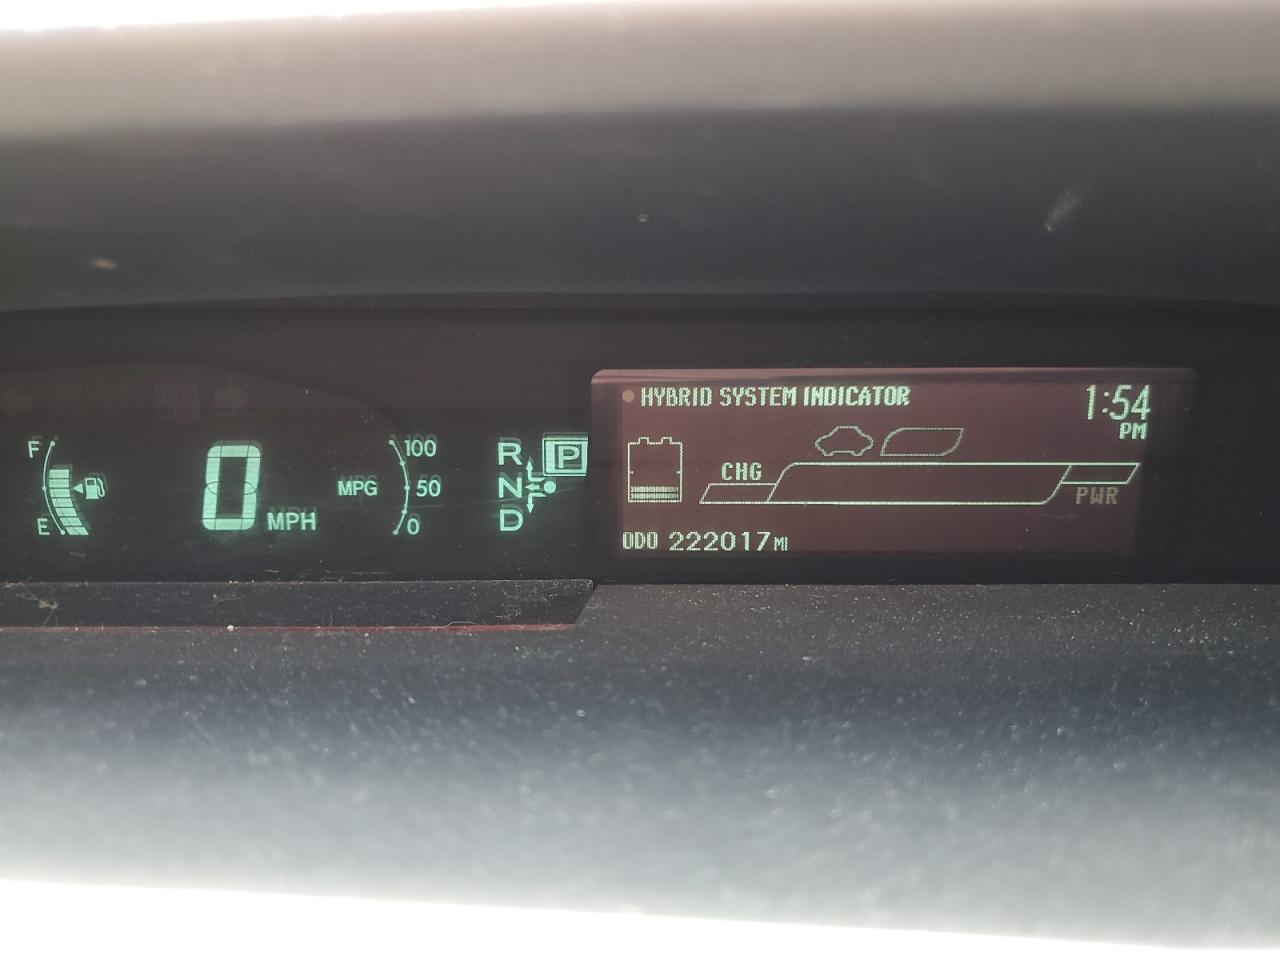 HYBRID SYSTEM INDICATOR
1:54
PM
F
E
0
MPH
MPG
100
50
0
R
N
D
P
CHG
PWR
ODO 222017 MI